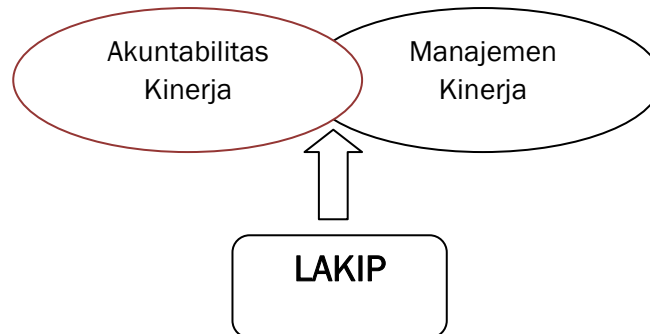 Akuntabilitas
Kinerja
Manajemen
Kinerja
LAKIP